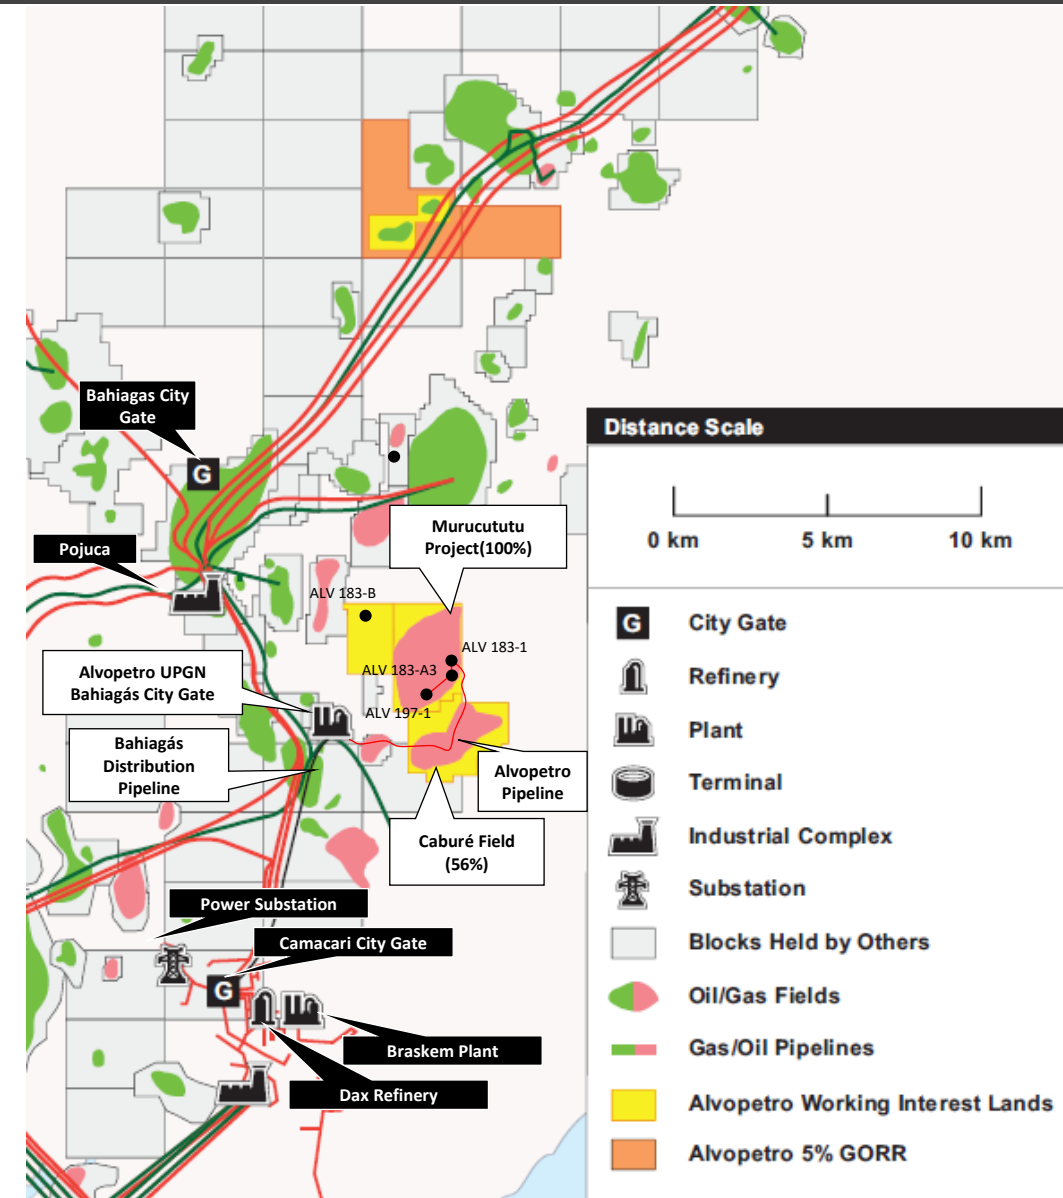 Bahiagas City
Gate
G
Pojuca
Murucututu
Project(100%)
ALV 183-B
ALV 183-1
ALV 183-A3
ALV 197-1
Alvopetro UPGN
Bahiagás City Gate
Bahiagás
Distribution
Pipeline
Alvopetro
Pipeline
Caburé Field
(56%)
Power Substation
Camacari City Gate
G
Braskem Plant
Dax Refinery
Distance Scale
0 km
5 km
10 km
G
City Gate
Refinery
Plant
Terminal
Industrial Complex
Substation
Blocks Held by Others
Oil/Gas Fields
Gas/Oil Pipelines
Alvopetro Working Interest Lands
Alvopetro 5% GORR